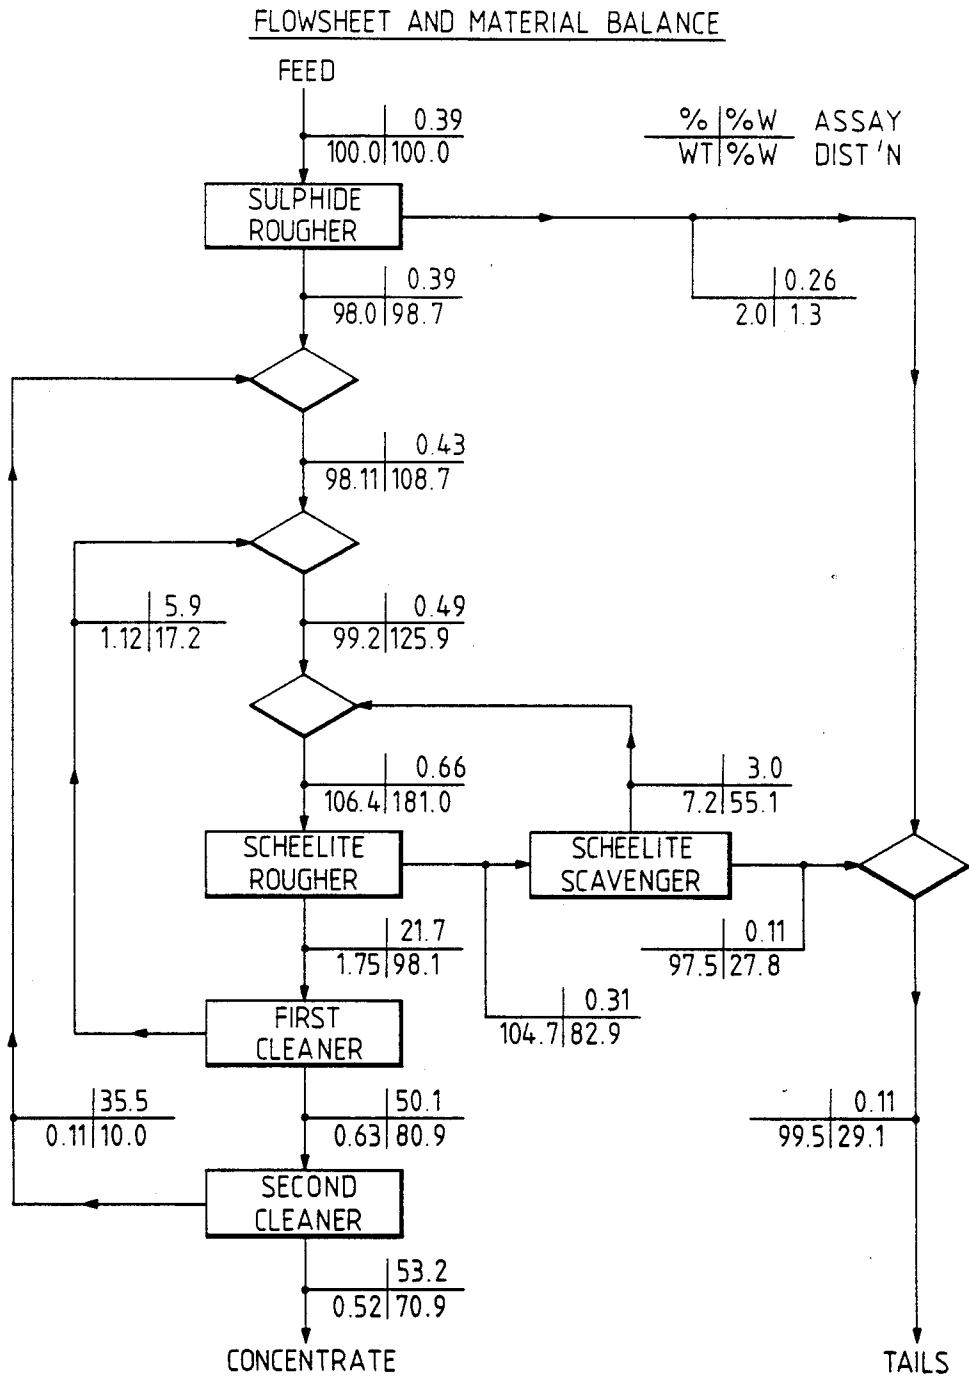 FLOWSHEET AND MATERIAL BALANCE
FEED
0.39
100.0 100.0
% %W ASSAY
WT %W DIST'N
SULPHIDE
ROUGHER
0.39
98.0 98.7
0.26
2.0 1.3
0.43
98.11 108.7
5.9
1.12 17.2
0.49
99.2 125.9
0.66
106.4 181.0
3.0
7.2 55.1
SCHEELITE
ROUGHER
SCHEELITE
SCAVENGER
21.7
1.75 98.1
0.11
97.5 27.8
0.31
104.7 82.9
FIRST
CLEANER
35.5
0.11 10.0
50.1
0.63 80.9
0.11
99.5 29.1
SECOND
CLEANER
53.2
0.52 70.9
CONCENTRATE
TAILS